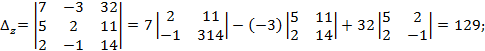 Δz = |7 −3 32; 5 2 11; 2 −1 14| = 7 |2 11; −1 314| − (−3) |5 11; 2 14| + 32 |5 2; 2 −1| = 129;